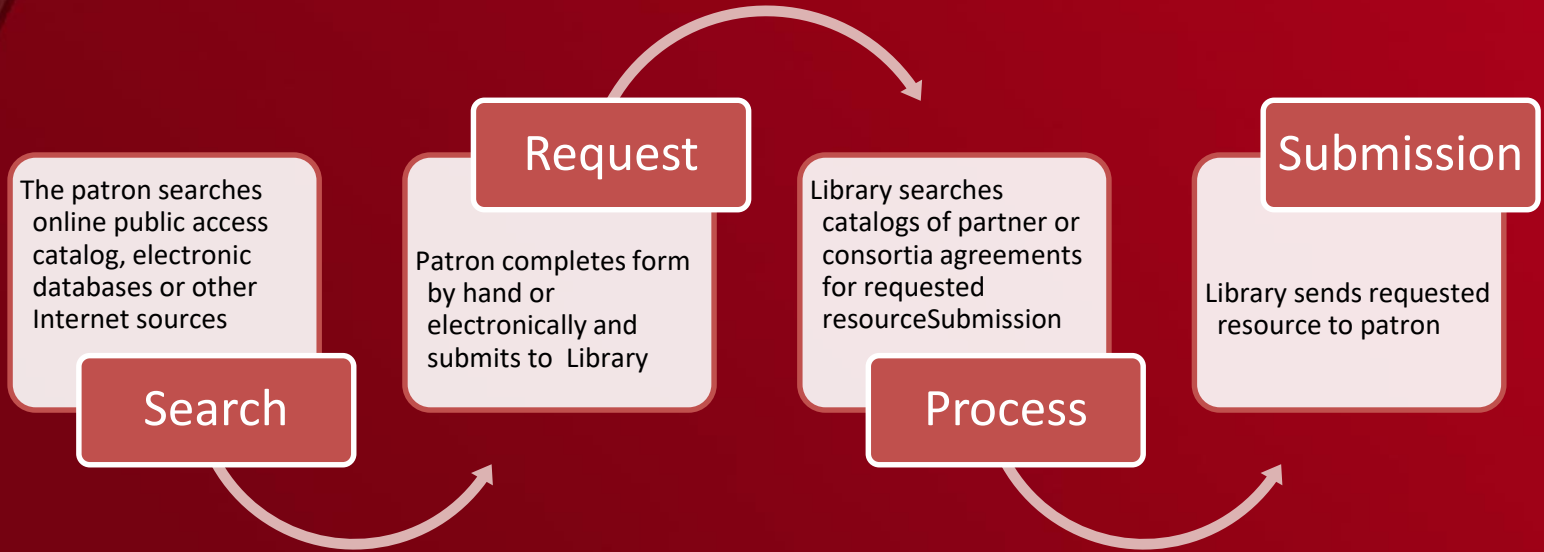 The patron searches
online public access
catalog, electronic
databases or other
Internet sources
Search
Request
Patron completes form
by hand or
electronically and
submits to  Library
Library searches
catalogs of partner or
consortia agreements
for requested
resourceSubmission
Process
Submission
Library sends requested
resource to patron